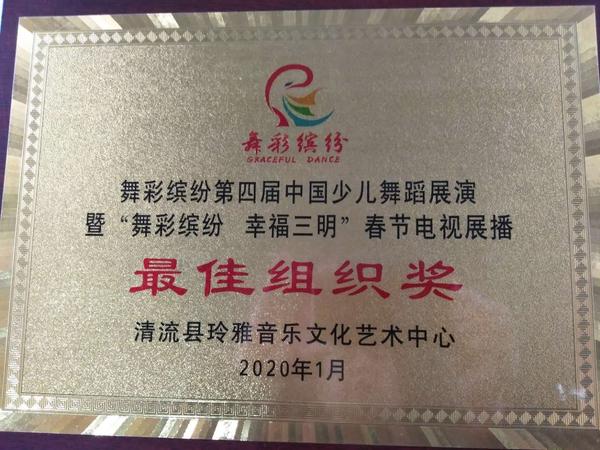 舞彩缤纷
GRACEFUL DANCE
舞彩缤纷第四届中国少儿舞蹈展演
暨“舞彩缤纷 幸福三明”春节电视展播
最佳组织奖
清流县玲雅音乐文化艺术中心
2020年1月